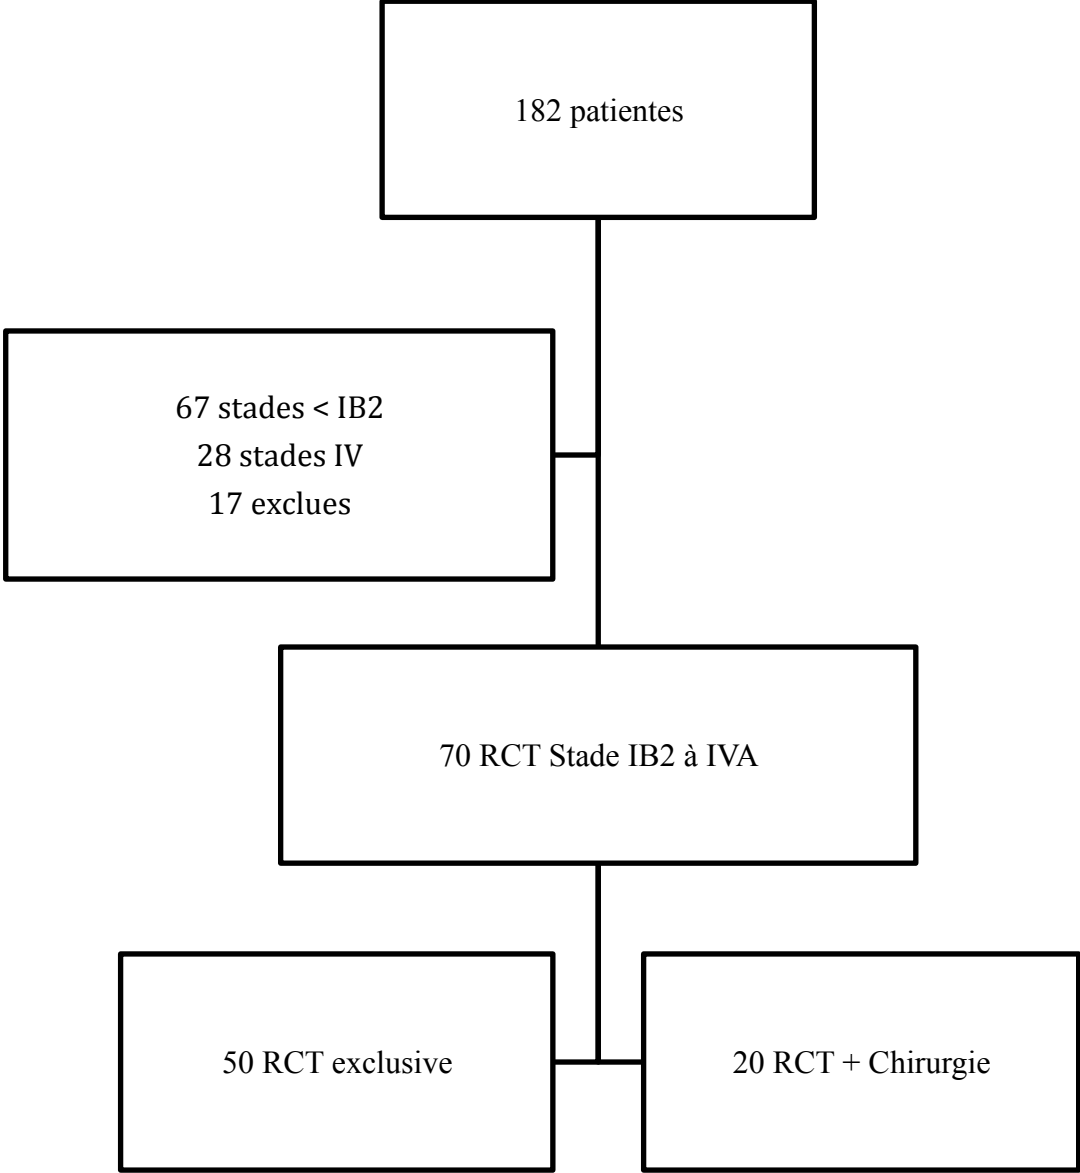 182 patientes
67 stades < IB2
28 stades IV
17 exclues
70 RCT Stade IB2 à IVA
50 RCT exclusive
20 RCT + Chirurgie